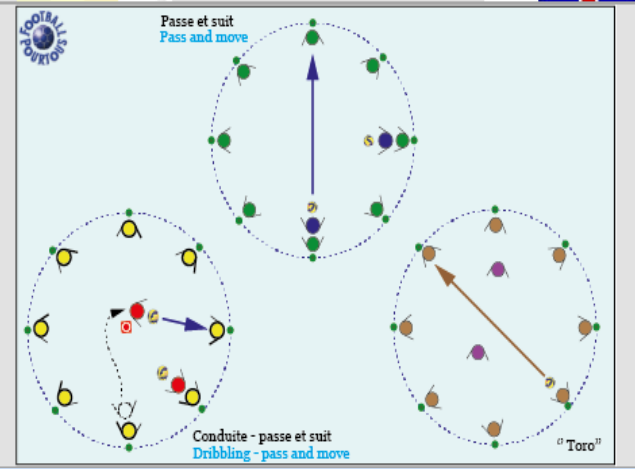 FOOTBALL
POURTOUS
Passe et suit
Pass and move
Conduite - passe et suit
Dribbling - pass and move
" Toro"